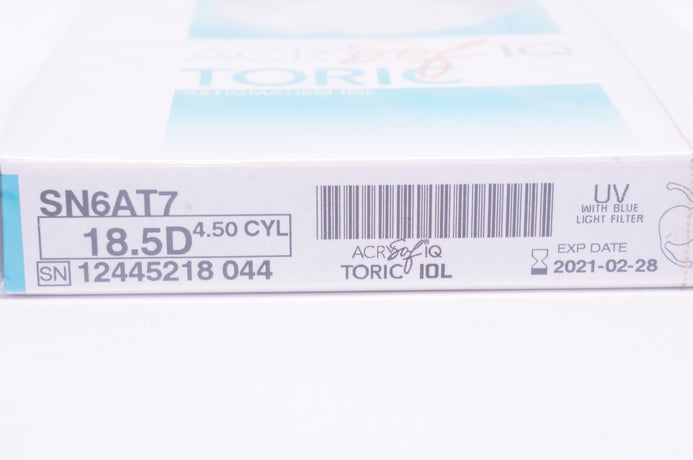 ACRYSof IQ
TORIC
ASTIGMATISM IOL
SN6AT7
18.5D 4.50 CYL
SN 12445218 044
ACRYSof® IQ
TORIC IOL
UV
WITH BLUE
LIGHT FILTER
EXP DATE
2021-02-28